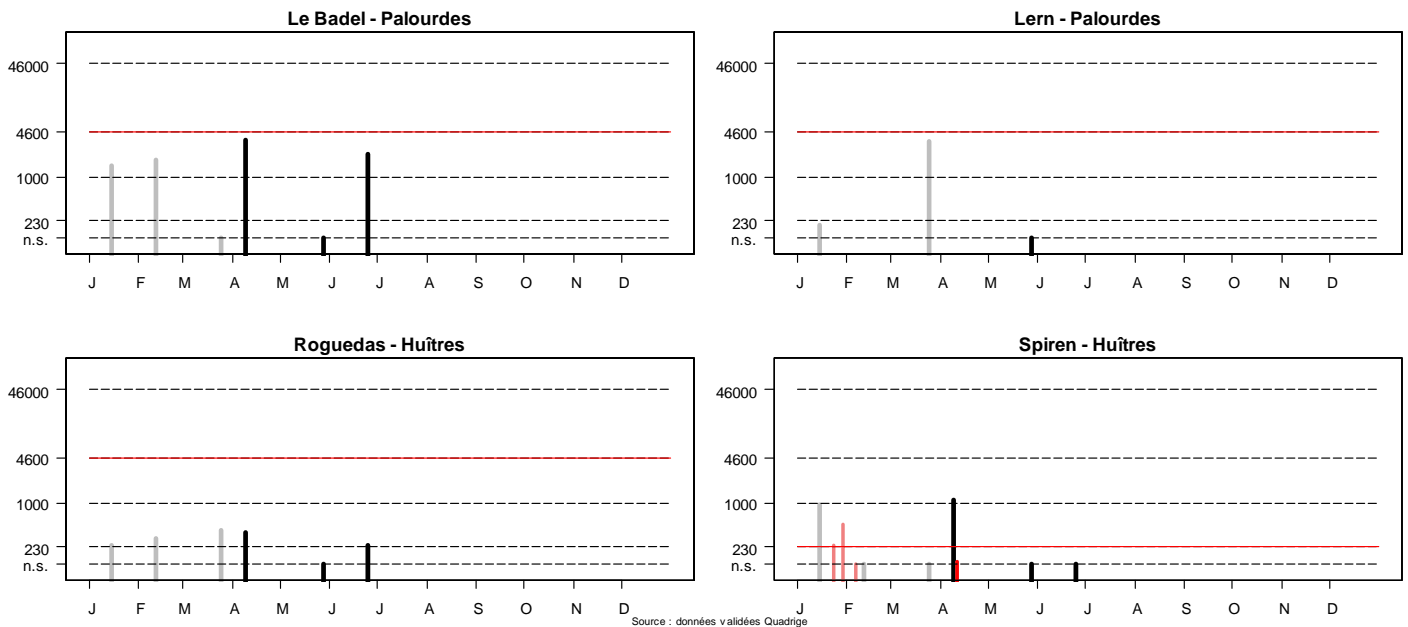 Le Badel - Palourdes
46000
4600
1000
230
n.s.
J F M A M J J A S O N D
Lern - Palourdes
46000
4600
1000
230
n.s.
J F M A M J J A S O N D
Roguedas - Huîtres
46000
4600
1000
230
n.s.
J F M A M J J A S O N D
Spiren - Huîtres
46000
4600
1000
230
n.s.
J F M A M J J A S O N D
Source : données validées Quadrige